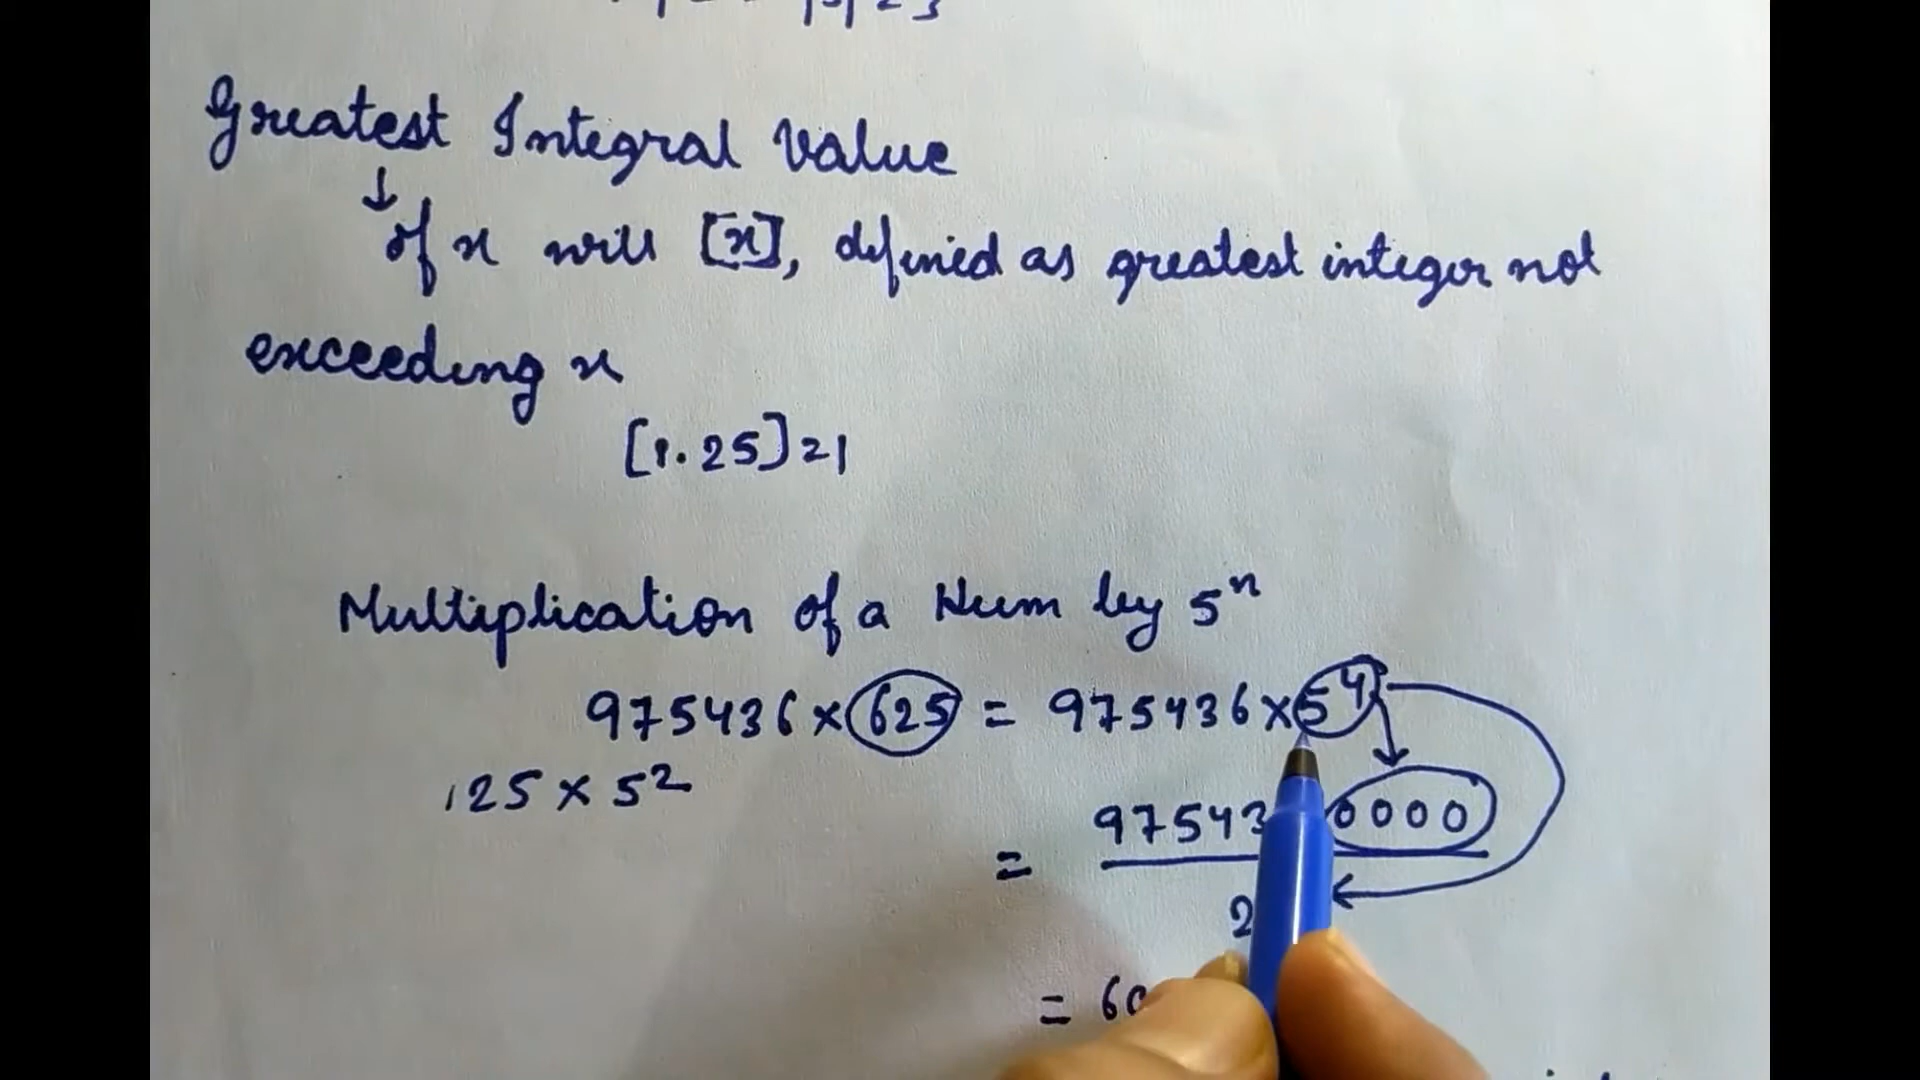 Greatest Integral Value
↓
of x will [x], defined as greatest integer not
exceeding x
[1.25]=1
Multiplication of a Num by 5ⁿ
975436 × 625 = 975436 × 5⁴
125 × 5²
= 97543 0000
2
= 60